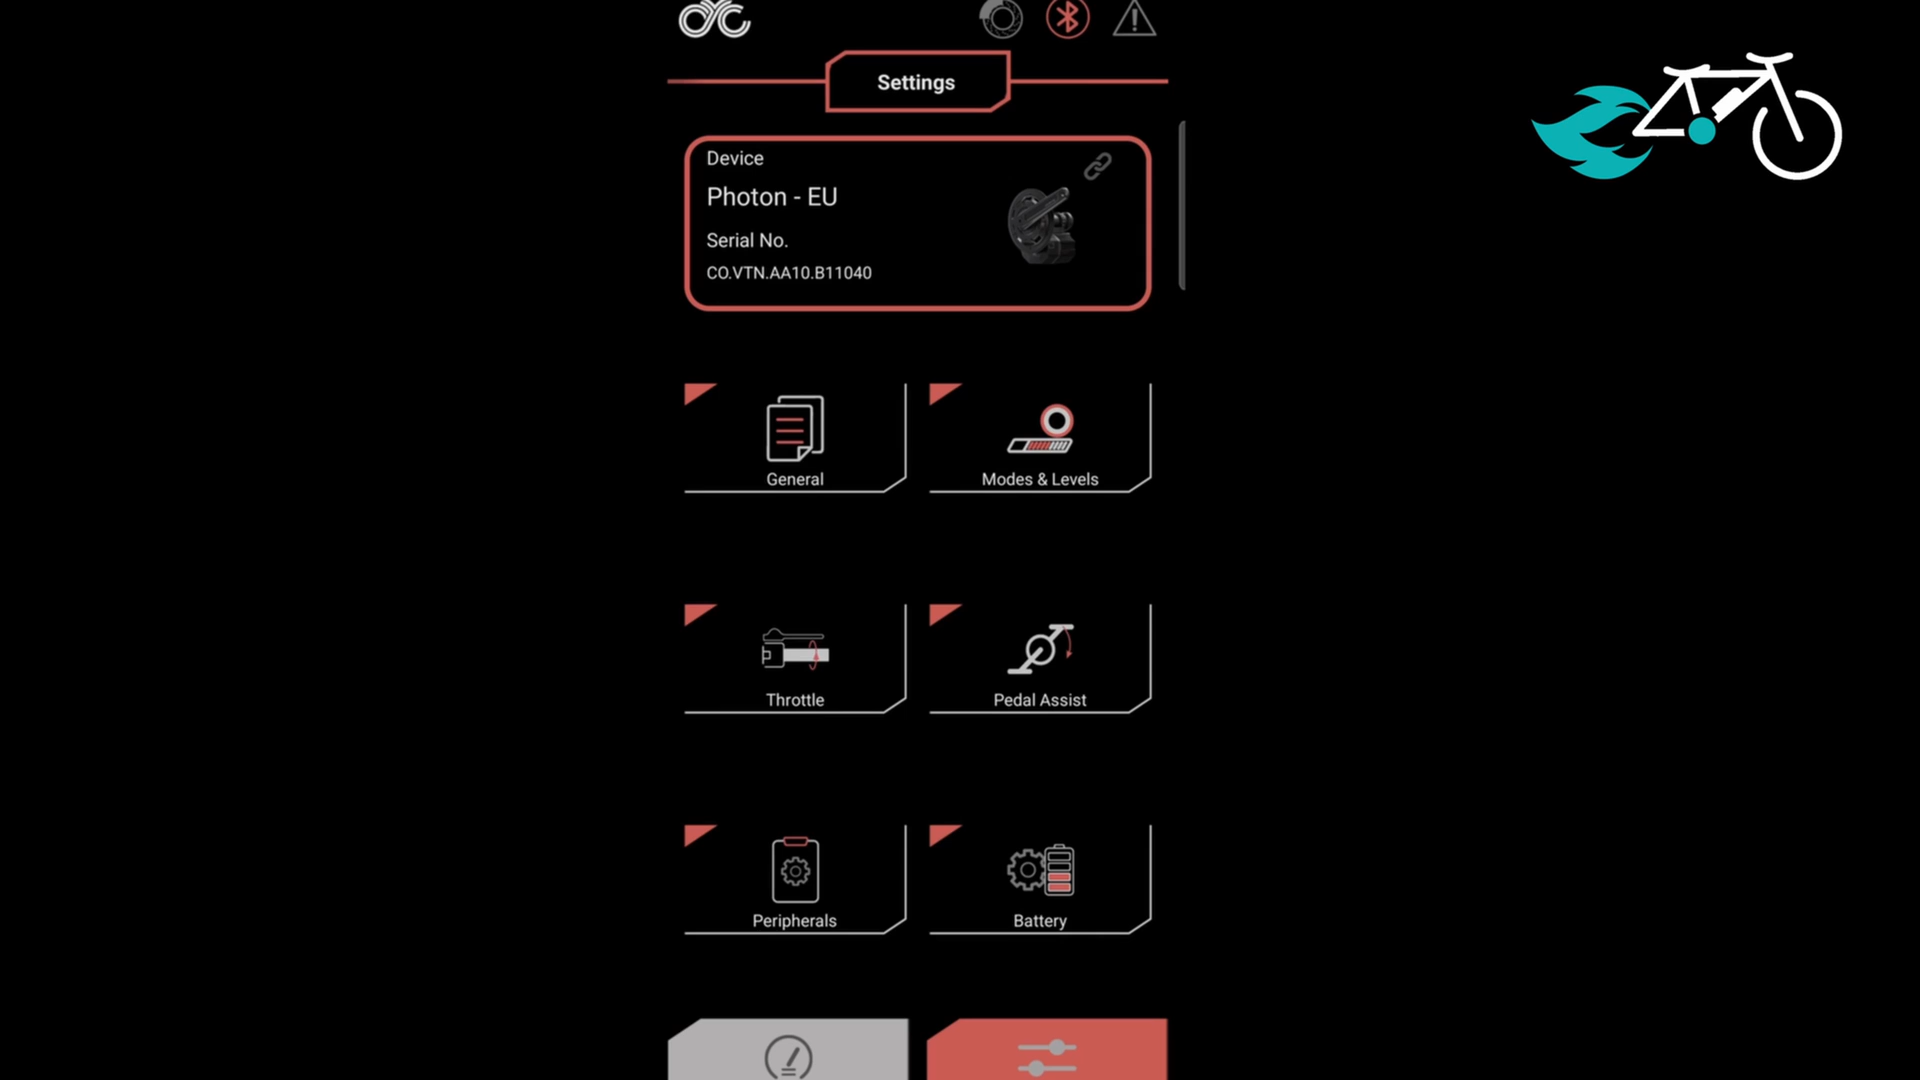 Settings
Device
Photon - EU
Serial No.
CO.VTN.AA10.B11040
General
Modes & Levels
Throttle
Pedal Assist
Peripherals
Battery